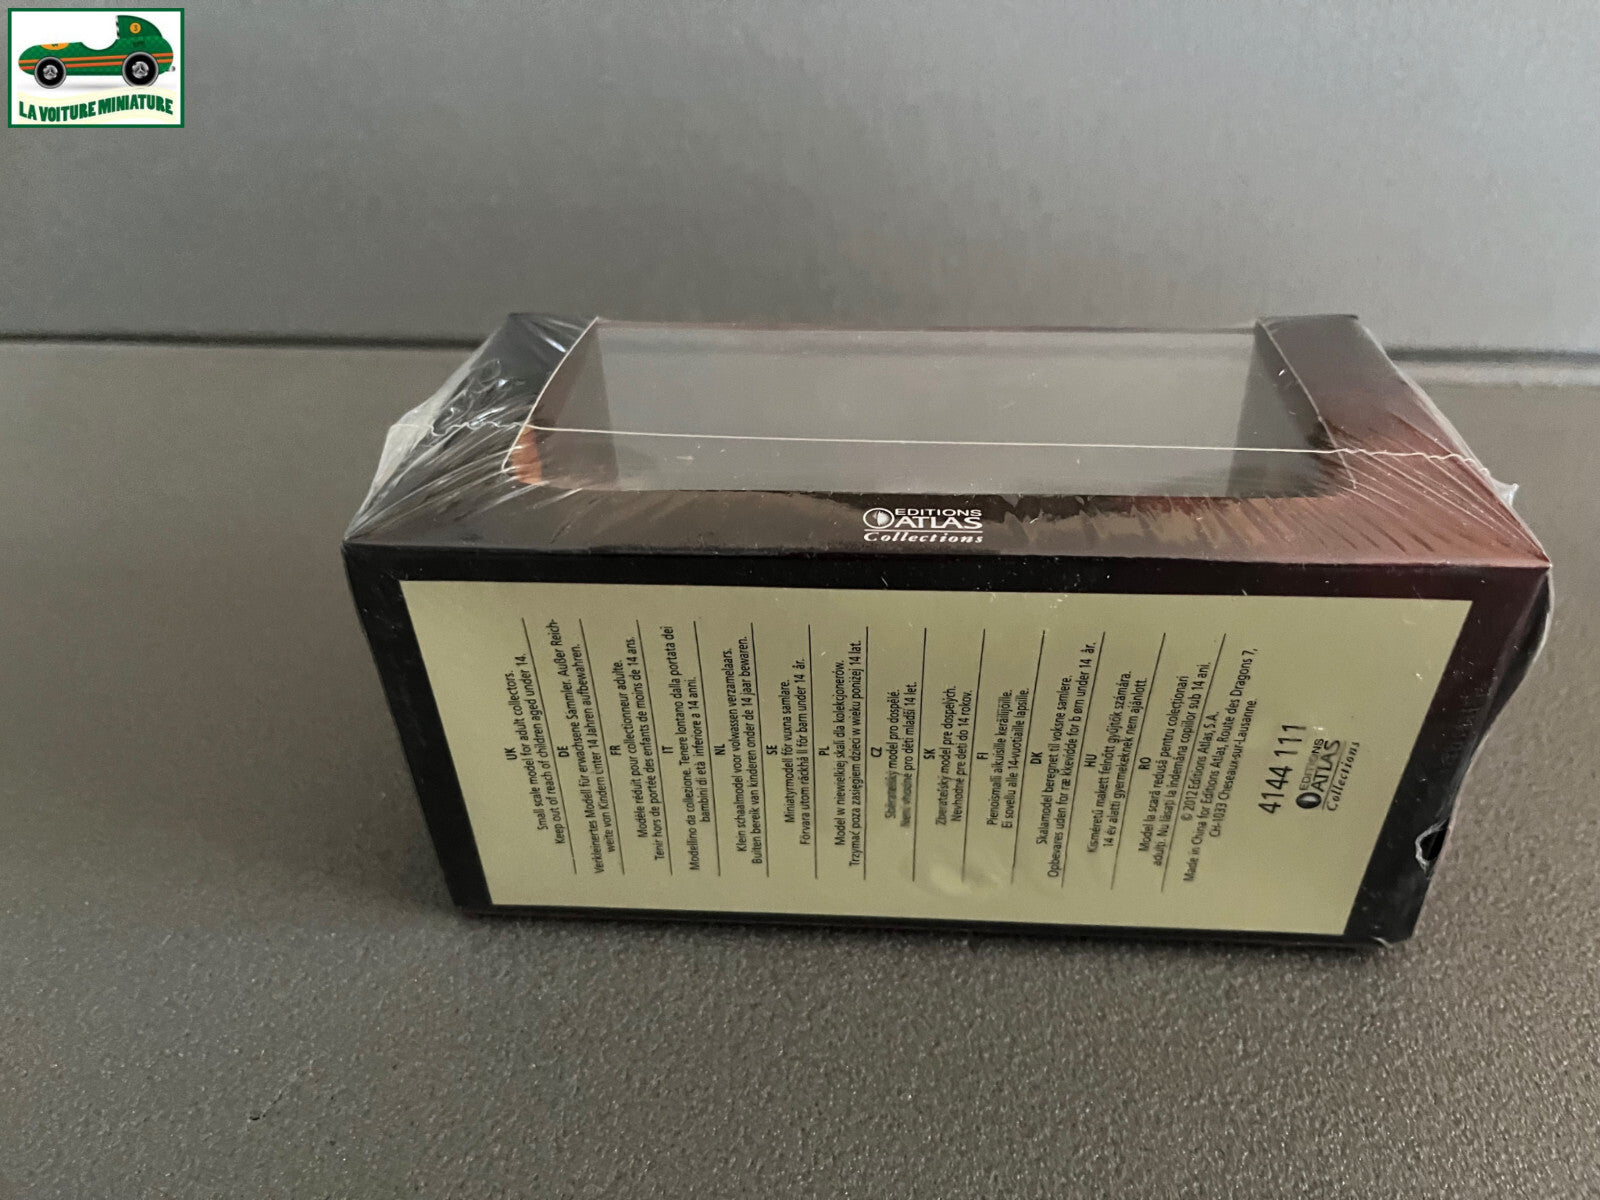 LA VOITURE MINIATURE
EDITIONS
ATLAS
Collections
UK
Small scale model for adult collectors.
Keep out of reach of children aged under 14.
DE
Verkleinertes Modell für erwachsene Sammler. Außer Reich-
weite von Kindern unter 14 Jahren aufbewahren.
FR
Modèle réduit pour collectionneur adulte.
Tenir hors de portée des enfants de moins de 14 ans.
IT
Modellino da collezione. Tenere lontano dalla portata dei
bambini di età inferiore a 14 anni.
NL
Klein schaalmodel voor volwassen verzamelaars.
Buiten bereik van kinderen onder de 14 jaar bewaren.
SE
Miniatyrmodell för vuxna samlare.
Förvara utom räckhå ll för barn under 14 år.
PL
Model w niewielkiej skali dla kolekcjonerów.
Trzymać poza zasięgiem dzieci w wieku poniżej 14 lat.
CZ
model pro dospělé.
pro děti mladší 14 let.
SK
Zberateľský model pre dospelých.
Nevhodné pre deti do 14 rokov.
FI
Pienoismalli aikuisille keräilijöille.
Ei sovellu alle 14-vuotiaille lapsille.
DK
Skalamodel beregnet til voksne samlere.
Opbevares uden for ræ kkevidde for b ørn under 14 år.
HU
Kisméretű makett felnőtt gyűjtők számára.
14 év alatti gyermekeknek nem ajánlott.
RO
Model la scară redusă pentru colecționari
adulți. Nu lăsați la îndemâna copiilor sub 14 ani.
© 2012 Editions Atlas, S.A.
Made in China for Editions Atlas, Route des Dragons 7,
CH-1033 Cheseaux-sur-Lausanne.
4144 111
EDITIONS
ATLAS
Collections